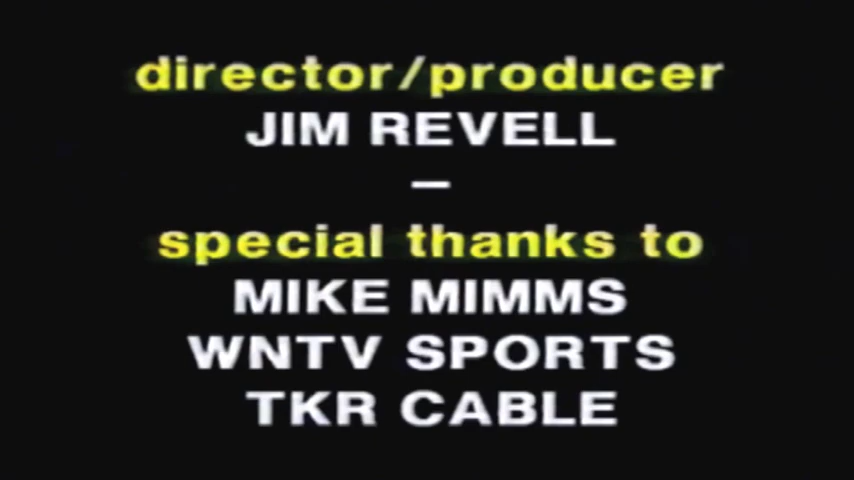 director/producer
JIM REVELL
–
special thanks to
MIKE MIMMS
WNTV SPORTS
TKR CABLE